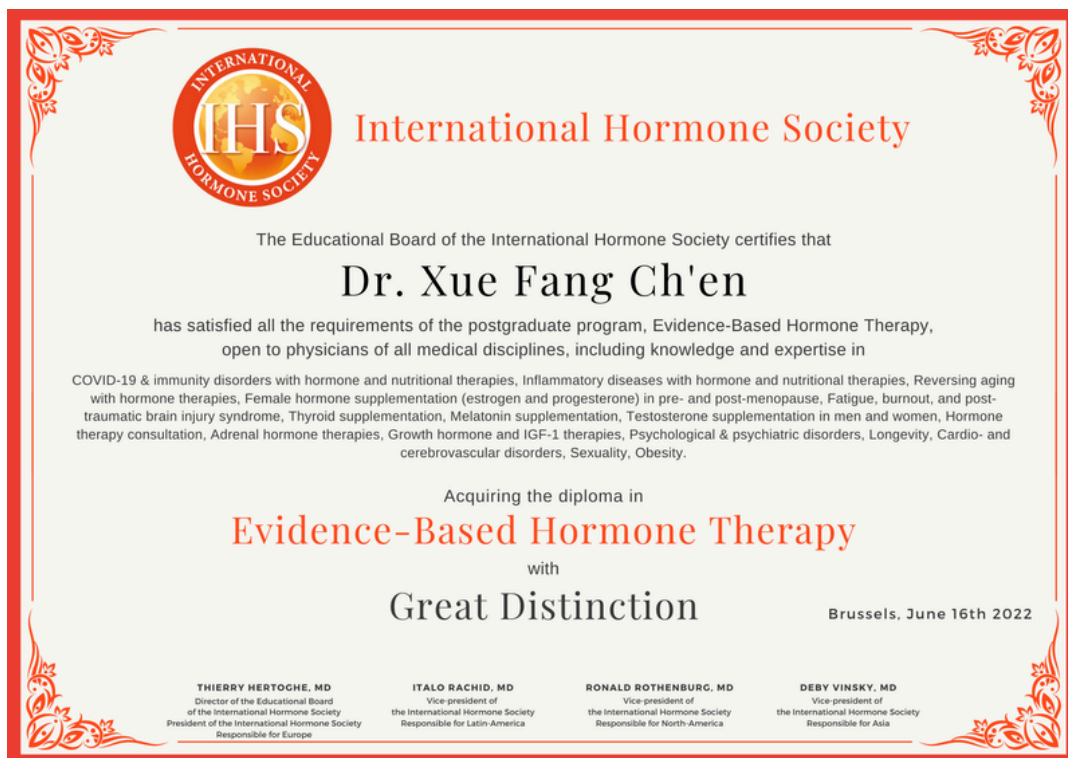 INTERNATIONAL
IHS
HORMONE SOCIETY
International Hormone Society
The Educational Board of the International Hormone Society certifies that
Dr. Xue Fang Ch'en
has satisfied all the requirements of the postgraduate program, Evidence-Based Hormone Therapy,
open to physicians of all medical disciplines, including knowledge and expertise in
COVID-19 & immunity disorders with hormone and nutritional therapies, Inflammatory diseases with hormone and nutritional therapies, Reversing aging
with hormone therapies, Female hormone supplementation (estrogen and progesterone) in pre- and post-menopause, Fatigue, burnout, and post-
traumatic brain injury syndrome, Thyroid supplementation, Melatonin supplementation, Testosterone supplementation in men and women, Hormone
therapy consultation, Adrenal hormone therapies, Growth hormone and IGF-1 therapies, Psychological & psychiatric disorders, Longevity, Cardio- and
cerebrovascular disorders, Sexuality, Obesity.
Acquiring the diploma in
Evidence-Based Hormone Therapy
with
Great Distinction
Brussels, June 16th 2022
THIERRY HERTOGHE, MD
Director of the Educational Board
of the International Hormone Society
President of the International Hormone Society
Responsible for Europe
ITALO RACHID, MD
Vice-president of
the International Hormone Society
Responsible for Latin-America
RONALD ROTHENBURG, MD
Vice-president of
the International Hormone Society
Responsible for North-America
DEBY VINSKY, MD
Vice-president of
the International Hormone Society
Responsible for Asia